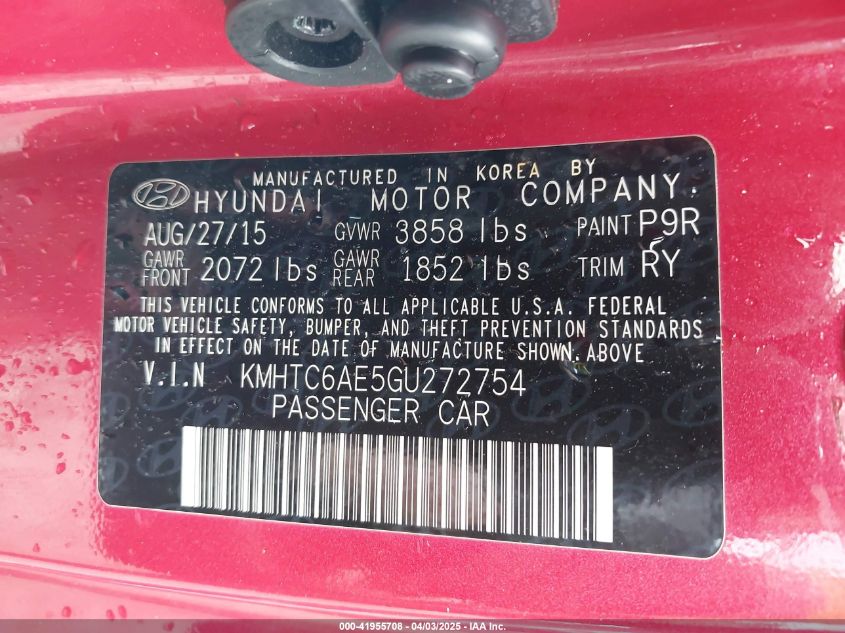 MANUFACTURED IN KOREA BY
HYUNDAI MOTOR COMPANY.
AUG/27/15 GVWR 3858 lbs PAINT P9R
GAWR FRONT 2072 lbs GAWR REAR 1852 lbs TRIM RY
THIS VEHICLE CONFORMS TO ALL APPLICABLE U.S.A. FEDERAL
MOTOR VEHICLE SAFETY, BUMPER, AND THEFT PREVENTION STANDARDS
IN EFFECT ON THE DATE OF MANUFACTURE SHOWN. ABOVE
V.I.N KMHTC6AE5GU272754
PASSENGER CAR
000-41955708 - 04/03/2025 - IAA Inc.